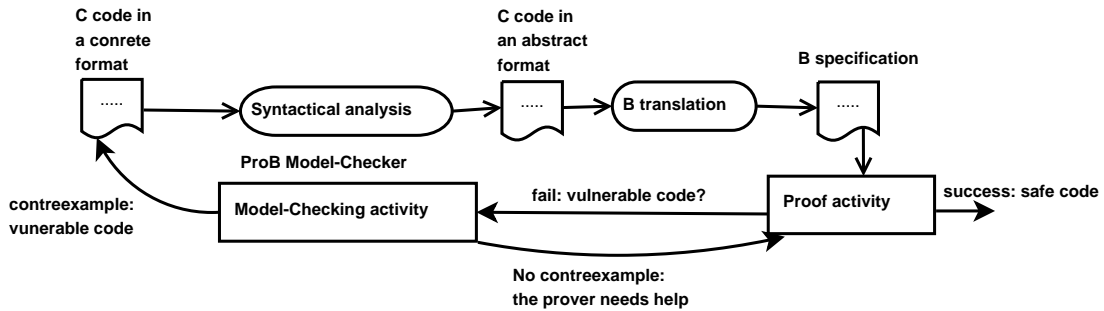 C code in
a conrete
format
.....
Syntactical analysis
C code in
an abstract
format
.....
B translation
B specification
.....
ProB Model-Checker
contreexample:
vunerable code
Model-Checking activity
fail: vulnerable code?
Proof activity
success: safe code
No contreexample:
the prover needs help